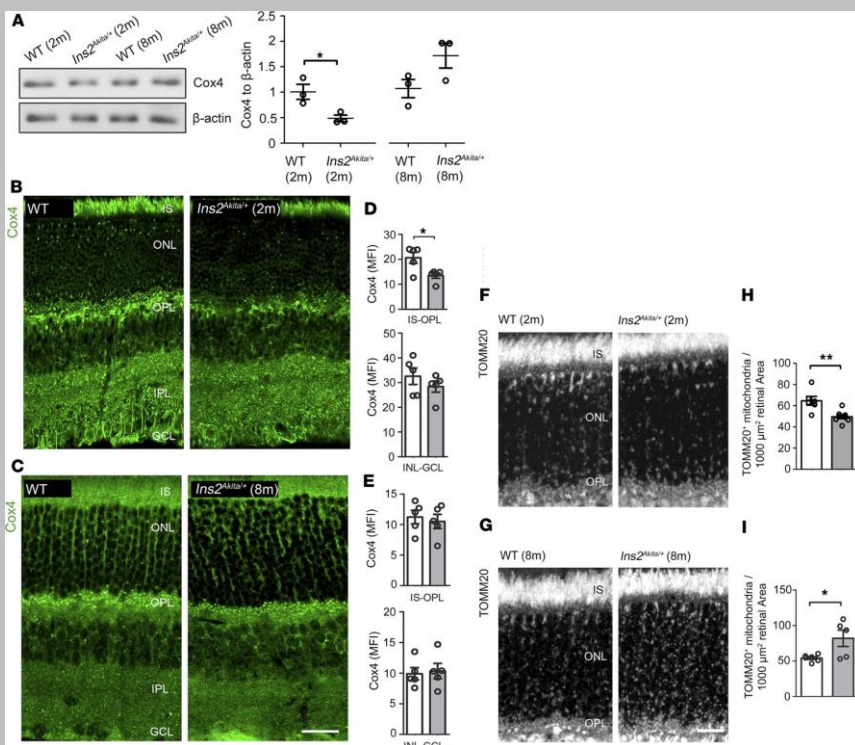 A
WT (2m)
Ins2Akita/+ (2m)
WT (8m)
Ins2Akita/+ (8m)
Cox4
β-actin
Cox4 to β-actin
2.5
2
1.5
1
0.5
0
*
WT
(2m)
Ins2Akita/+
(2m)
WT
(8m)
Ins2Akita/+
(8m)
B
Cox4
WT
IS
ONL
OPL
IPL
GCL
Ins2Akita/+ (2m)
C
Cox4
WT
IS
ONL
OPL
IPL
GCL
Ins2Akita/+ (8m)
D
Cox4 (MFI)
30
20
10
0
*
IS-OPL
Cox4 (MFI)
50
40
30
20
10
0
INL-GCL
E
Cox4 (MFI)
15
10
5
0
IS-OPL
Cox4 (MFI)
20
15
10
5
0
INL-GCL
F
TOMM20
WT (2m)
Ins2Akita/+ (2m)
IS
ONL
OPL
G
TOMM20
WT (8m)
Ins2Akita/+ (8m)
IS
ONL
OPL
H
TOMM20+ mitochondria /
1000 μm2 retinal Area
100
80
60
40
20
0
**
I
TOMM20+ mitochondria /
1000 μm2 retinal Area
150
100
50
0
*